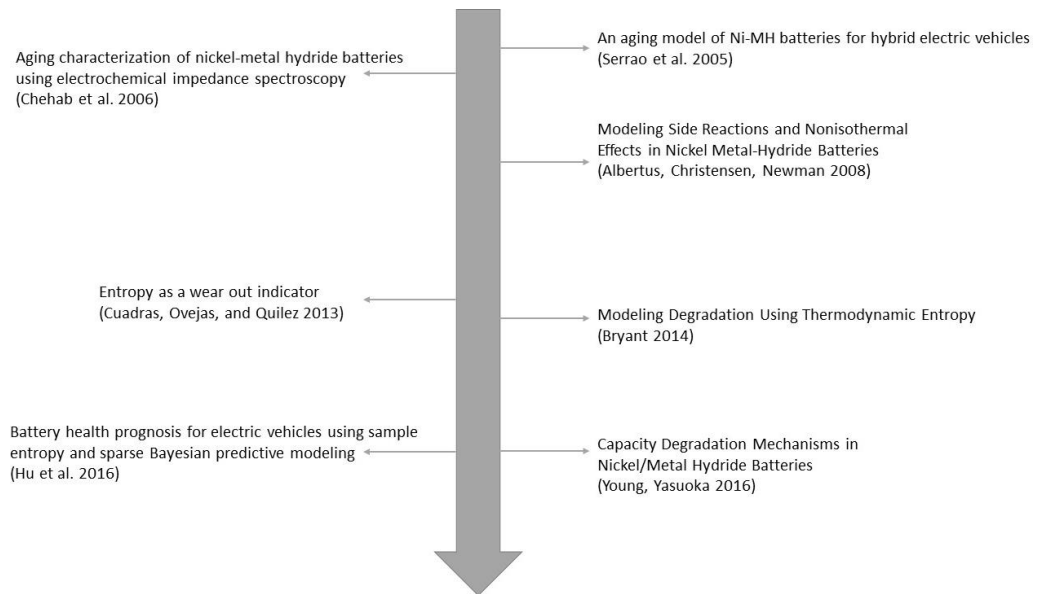 An aging model of Ni-MH batteries for hybrid electric vehicles
(Serrao et al. 2005)
Aging characterization of nickel-metal hydride batteries
using electrochemical impedance spectroscopy
(Chehab et al. 2006)
Modeling Side Reactions and Nonisothermal
Effects in Nickel Metal-Hydride Batteries
(Albertus, Christensen, Newman 2008)
Entropy as a wear out indicator
(Cuadras, Ovejas, and Quilez 2013)
Modeling Degradation Using Thermodynamic Entropy
(Bryant 2014)
Battery health prognosis for electric vehicles using sample
entropy and sparse Bayesian predictive modeling
(Hu et al. 2016)
Capacity Degradation Mechanisms in
Nickel/Metal Hydride Batteries
(Young, Yasuoka 2016)